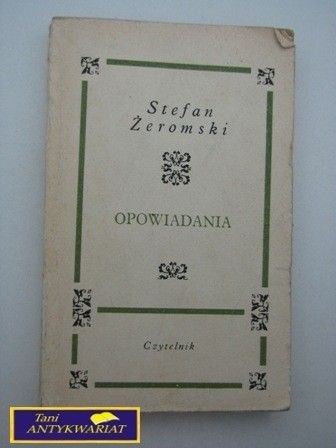 Stefan
Żeromski
OPOWIADANIA
Czytelnik
Tani
ANTYKWARIAT